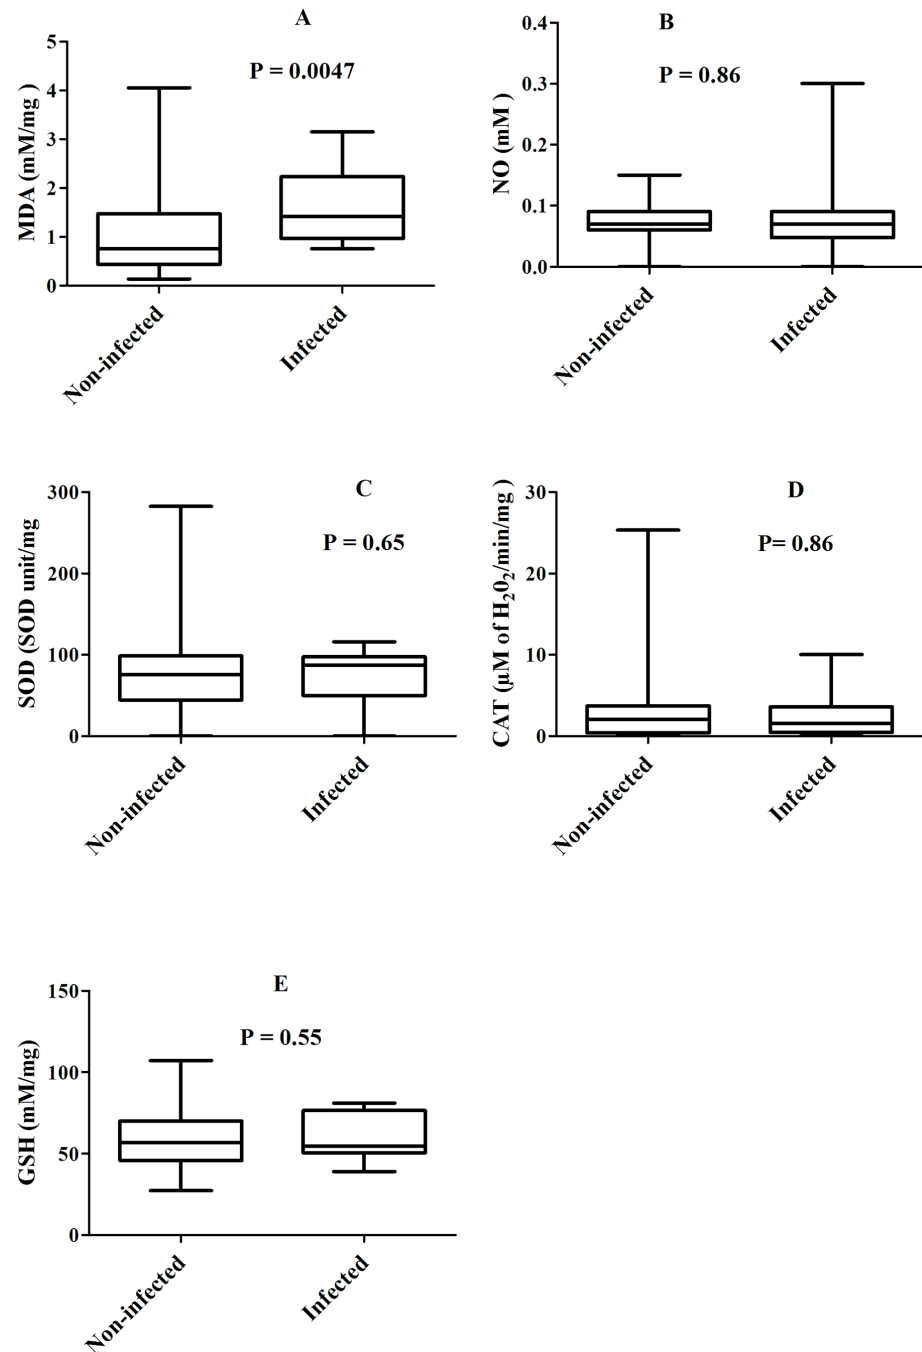 A
P = 0.0047
MDA (mM/mg )
5
4
3
2
1
0
Non-infected
Infected
B
P = 0.86
NO (mM )
0.4
0.3
0.2
0.1
0.0
Non-infected
Infected
C
P = 0.65
SOD (SOD unit/mg
300
200
100
0
Non-infected
Infected
D
P= 0.86
CAT (µM of H₂0₂/min/mg )
30
20
10
0
Non-infected
Infected
E
P = 0.55
GSH (mM/mg)
150
100
50
0
Non-infected
Infected